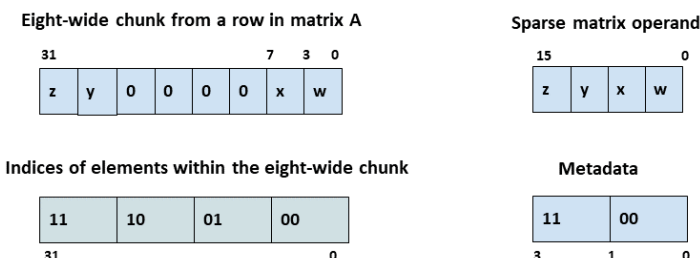 Eight-wide chunk from a row in matrix A
Sparse matrix operand
31 7 3 0
15 0
z y 0 0 0 0 x w
z y x w
Indices of elements within the eight-wide chunk
Metadata
11 10 01 00
11 00
31 0
3 1 0